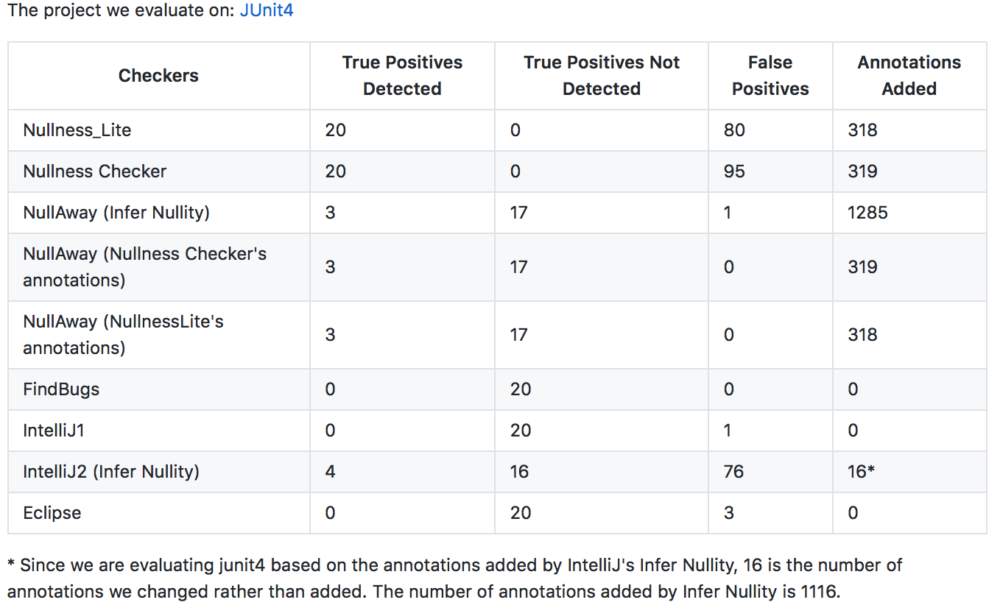 The project we evaluate on: JUnit4
Checkers
True Positives
Detected
True Positives Not
Detected
False
Positives
Annotations
Added
Nullness_Lite 20 0 80 318
Nullness Checker 20 0 95 319
NullAway (Infer Nullity) 3 17 1 1285
NullAway (Nullness Checker's
annotations) 3 17 0 319
NullAway (NullnessLite's
annotations) 3 17 0 318
FindBugs 0 20 0 0
IntelliJ1 0 20 1 0
IntelliJ2 (Infer Nullity) 4 16 76 16*
Eclipse 0 20 3 0
* Since we are evaluating junit4 based on the annotations added by IntelliJ's Infer Nullity, 16 is the number of
annotations we changed rather than added. The number of annotations added by Infer Nullity is 1116.